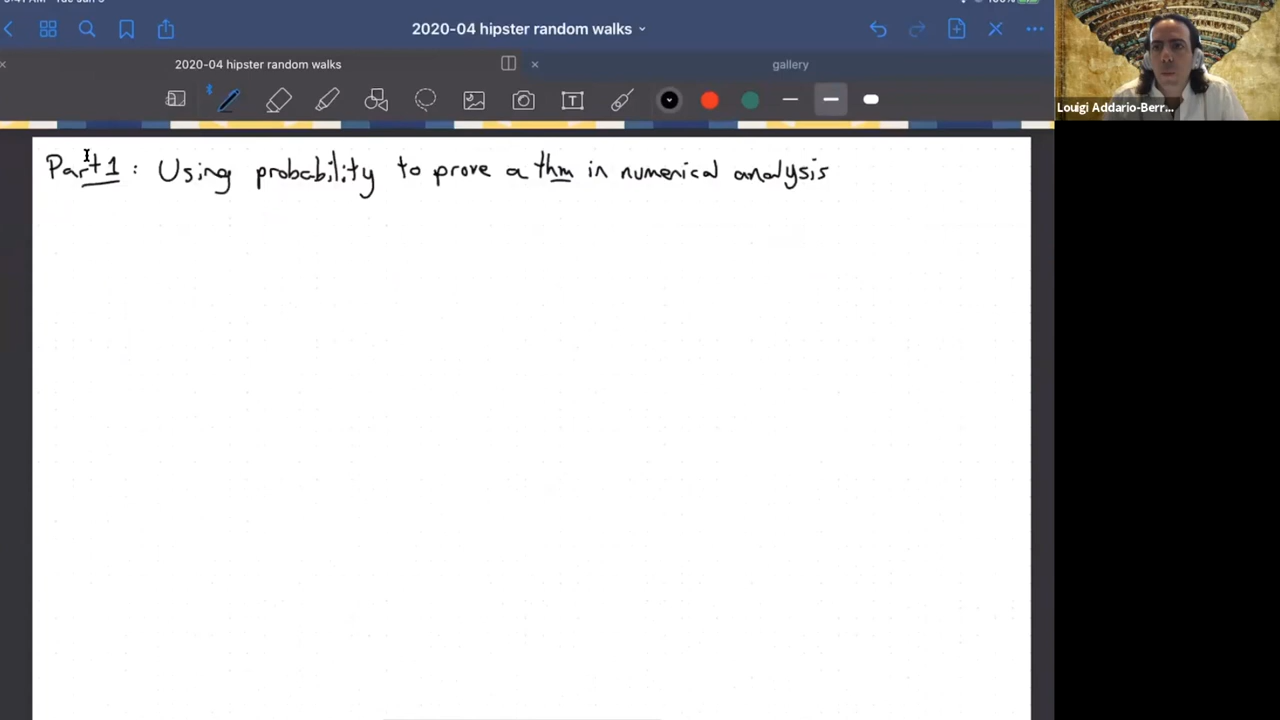 2020-04 hipster random walks
2020-04 hipster random walks
gallery
Louigi Addario-Berr...
Part 1: Using probability to prove a thm in numerical analysis